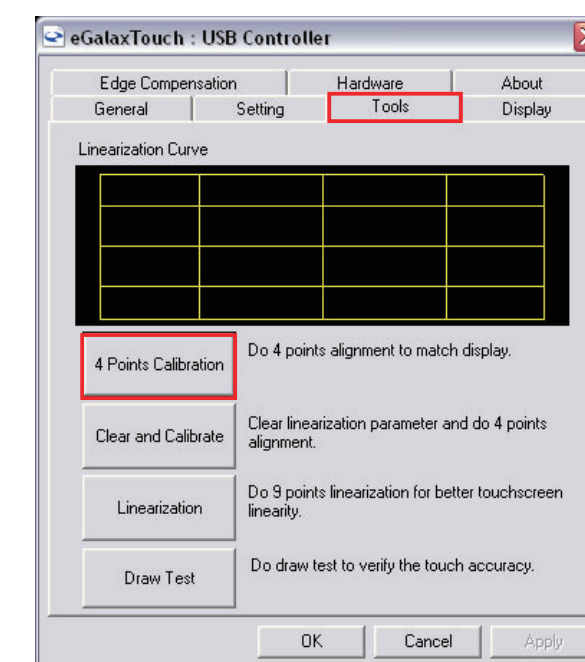 eGalaxTouch : USB Controller
Edge Compensation Hardware About
General Setting Tools Display
Linearization Curve
4 Points Calibration
Do 4 points alignment to match display.
Clear and Calibrate
Clear linearization parameter and do 4 points
alignment.
Linearization
Do 9 points linearization for better touchscreen
linearity.
Draw Test
Do draw test to verify the touch accuracy.
OK Cancel Apply